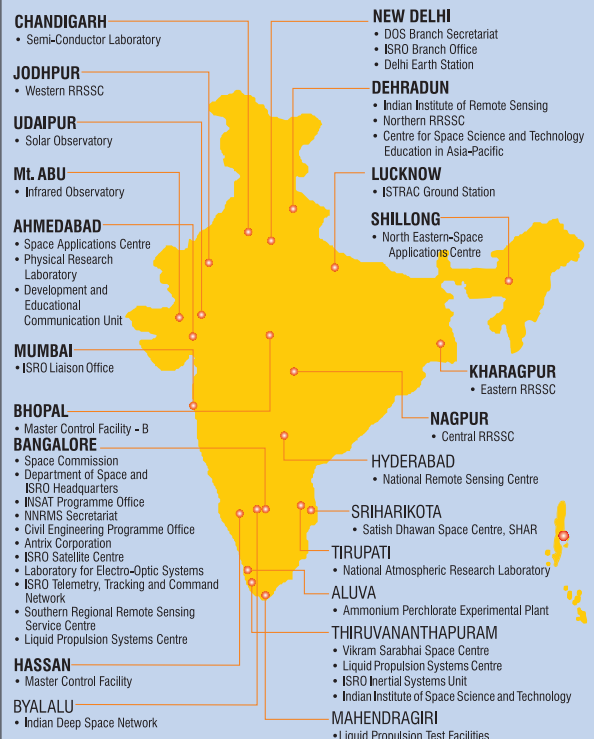 CHANDIGARH
• Semi-Conductor Laboratory
JODHPUR
• Western RRSSC
UDAIPUR
• Solar Observatory
Mt. ABU
• Infrared Observatory
AHMEDABAD
• Space Applications Centre
• Physical Research
Laboratory
• Development and
Educational
Communication Unit
MUMBAI
• ISRO Liaison Office
BHOPAL
• Master Control Facility - B
BANGALORE
• Space Commission
• Department of Space and
ISRO Headquarters
• INSAT Programme Office
• NNRMS Secretariat
• Civil Engineering Programme Office
• Antrix Corporation
• ISRO Satellite Centre
• Laboratory for Electro-Optic Systems
• ISRO Telemetry, Tracking and Command
Network
• Southern Regional Remote Sensing
Service Centre
• Liquid Propulsion Systems Centre
HASSAN
• Master Control Facility
BYALALU
• Indian Deep Space Network
NEW DELHI
• DOS Branch Secretariat
• ISRO Branch Office
• Delhi Earth Station
DEHRADUN
• Indian Institute of Remote Sensing
• Northern RRSSC
• Centre for Space Science and Technology
Education in Asia-Pacific
LUCKNOW
• ISTRAC Ground Station
SHILLONG
• North Eastern-Space
Applications Centre
KHARAGPUR
• Eastern RRSSC
NAGPUR
• Central RRSSC
HYDERABAD
• National Remote Sensing Centre
SRIHARIKOTA
• Satish Dhawan Space Centre, SHAR
TIRUPATI
• National Atmospheric Research Laboratory
ALUVA
• Ammonium Perchlorate Experimental Plant
THIRUVANANTHAPURAM
• Vikram Sarabhai Space Centre
• Liquid Propulsion Systems Centre
• ISRO Inertial Systems Unit
• Indian Institute of Space Science and Technology
MAHENDRAGIRI
• Liquid Propulsion Test Facilities